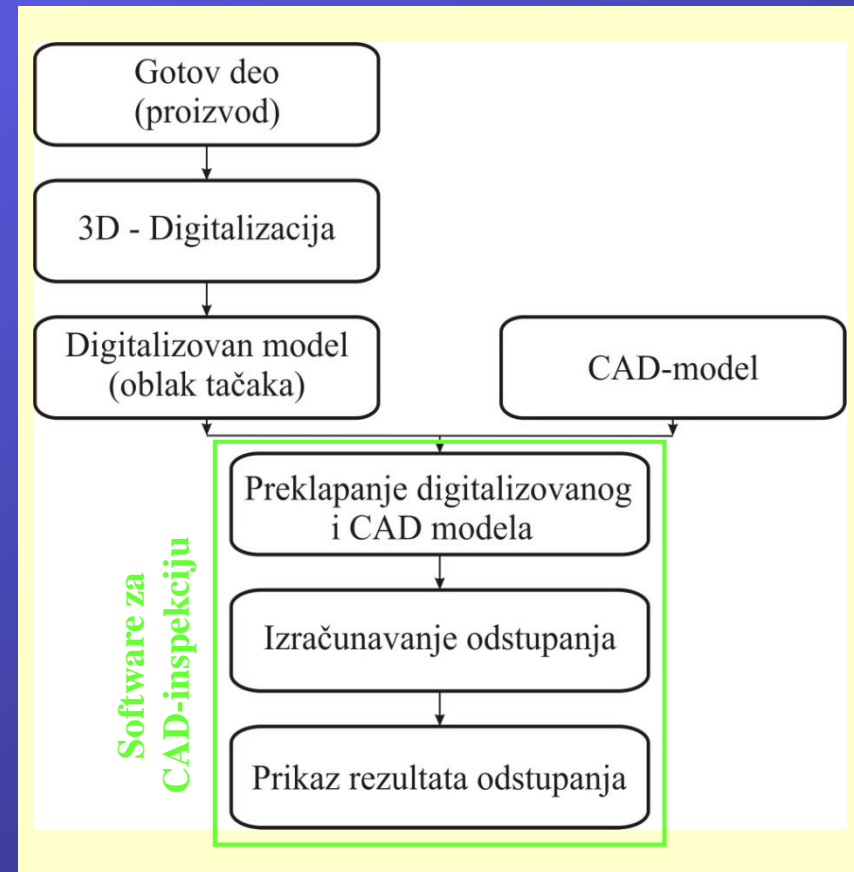 Gotov deo
(proizvod)
3D - Digitalizacija
Digitalizovan model
(oblak tačaka)
CAD-model
Preklapanje digitalizovanog
i CAD modela
Izračunavanje odstupanja
Prikaz rezultata odstupanja
Software za
CAD-inspekciju